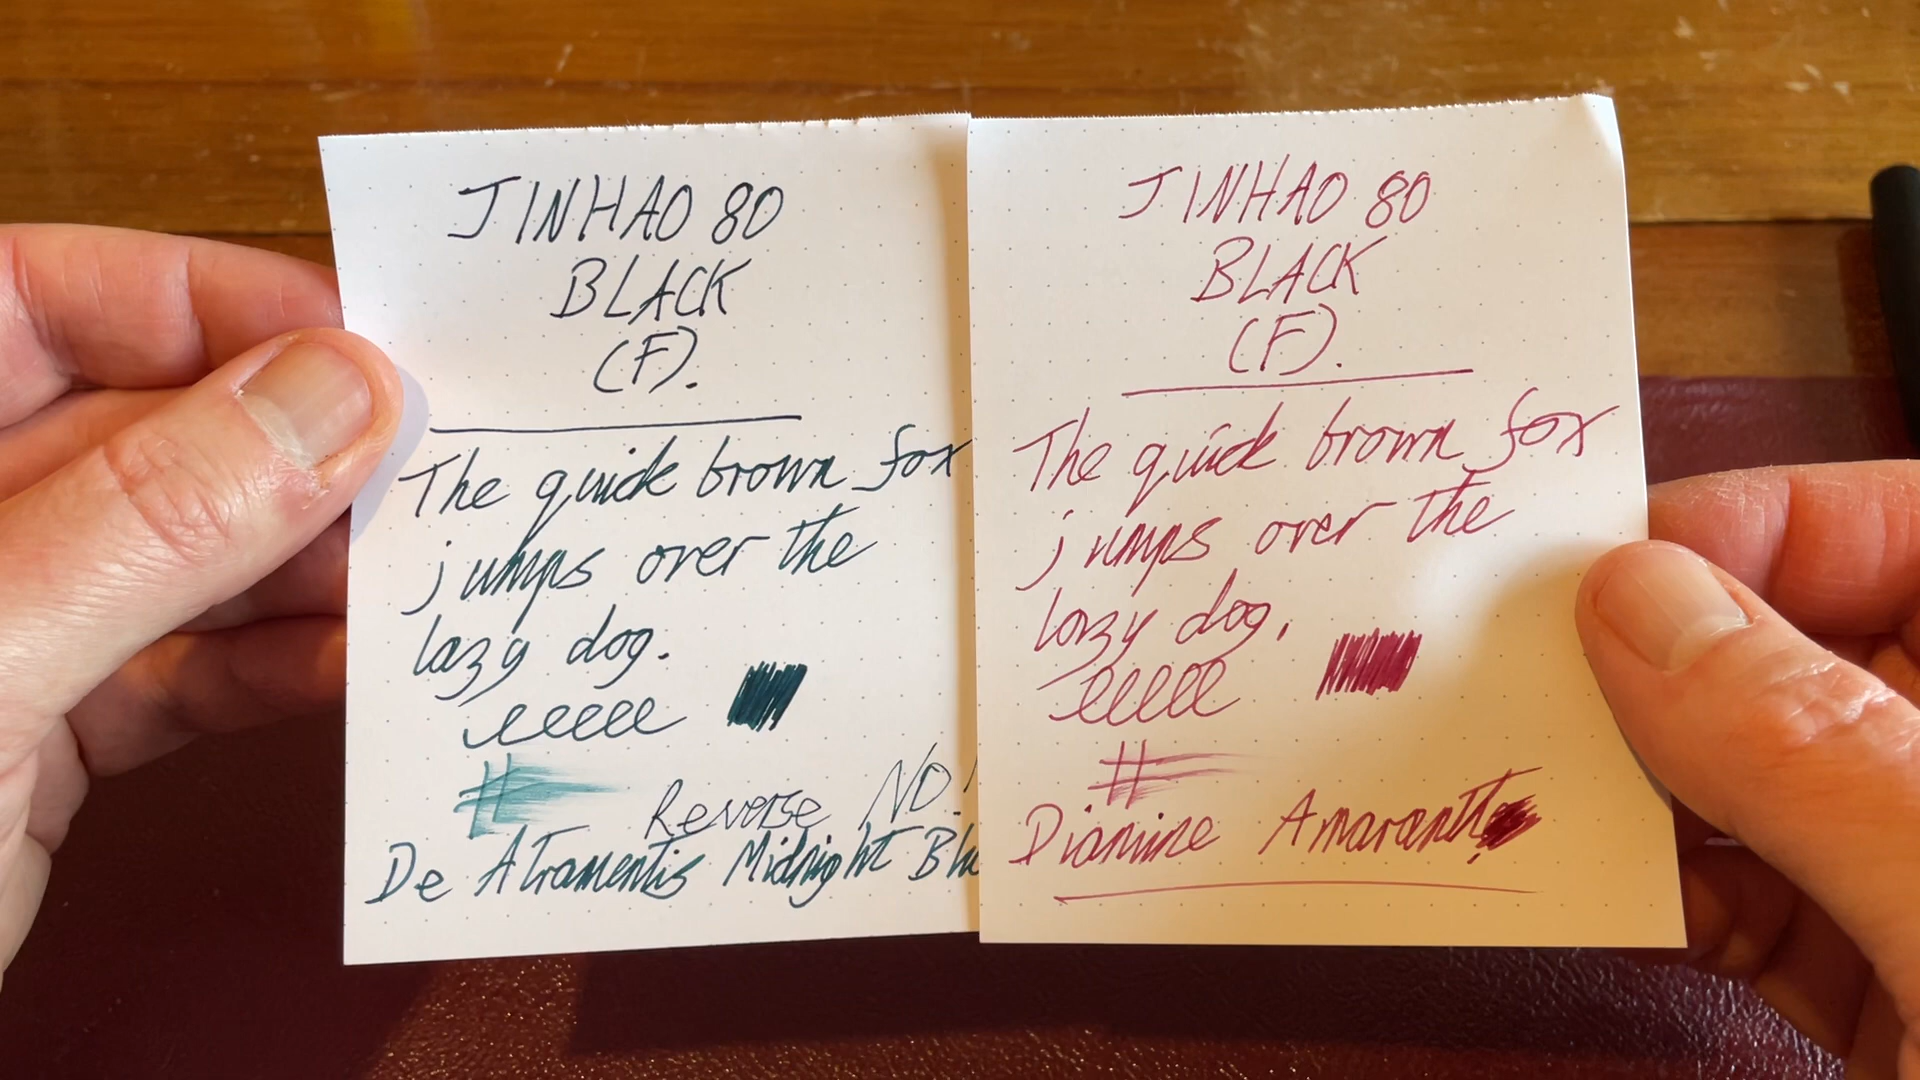 JINHAO 80
BLACK
(F).
The quick brown fox
jumps over the
lazy dog.
eeeee
#
Reverse NO!
De Atramentis Midnight Blu
JINHAO 80
BLACK
(F).
The quick brown fox
jumps over the
lazy dog.
eeeee
#
Diamine Amaranth